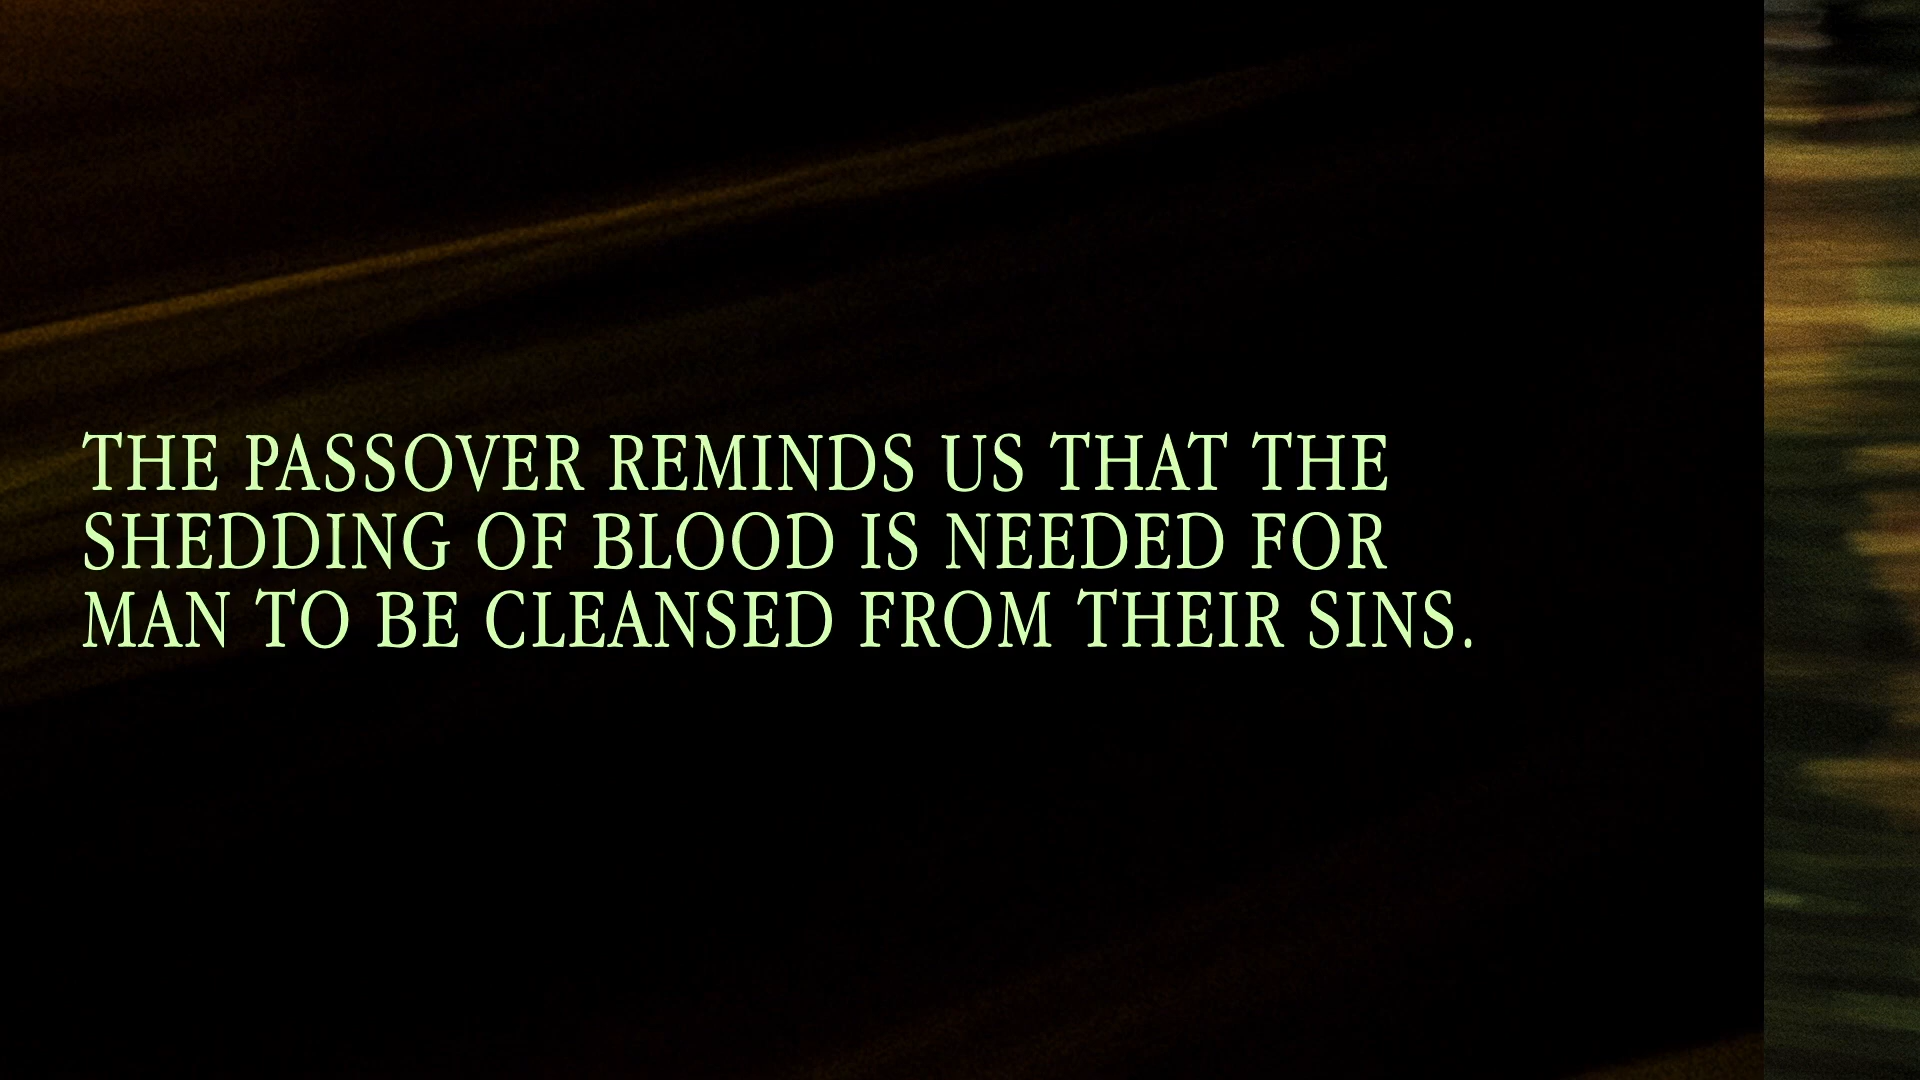 THE PASSOVER REMINDS US THAT THE
SHEDDING OF BLOOD IS NEEDED FOR
MAN TO BE CLEANSED FROM THEIR SINS.